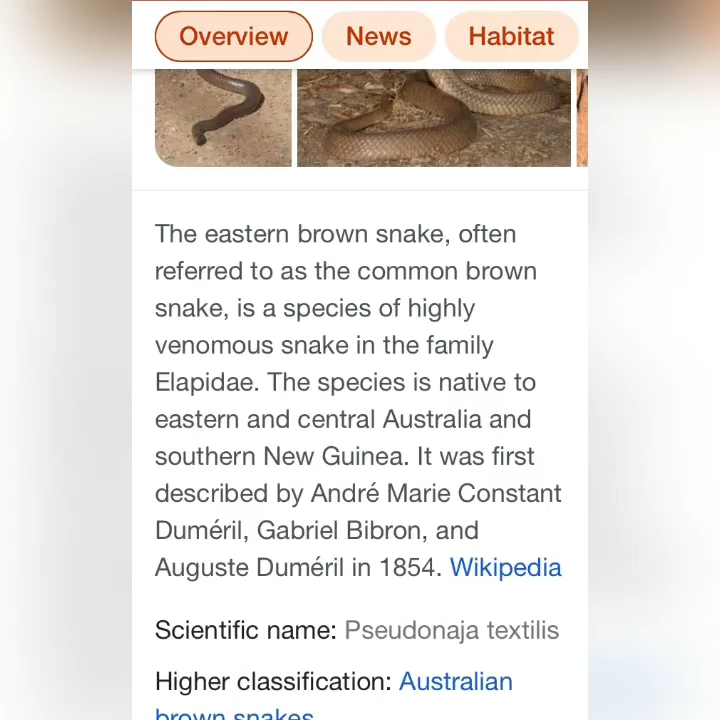 Overview News Habitat
The eastern brown snake, often
referred to as the common brown
snake, is a species of highly
venomous snake in the family
Elapidae. The species is native to
eastern and central Australia and
southern New Guinea. It was first
described by André Marie Constant
Duméril, Gabriel Bibron, and
Auguste Duméril in 1854. Wikipedia
Scientific name: Pseudonaja textilis
Higher classification: Australian
brown snakes